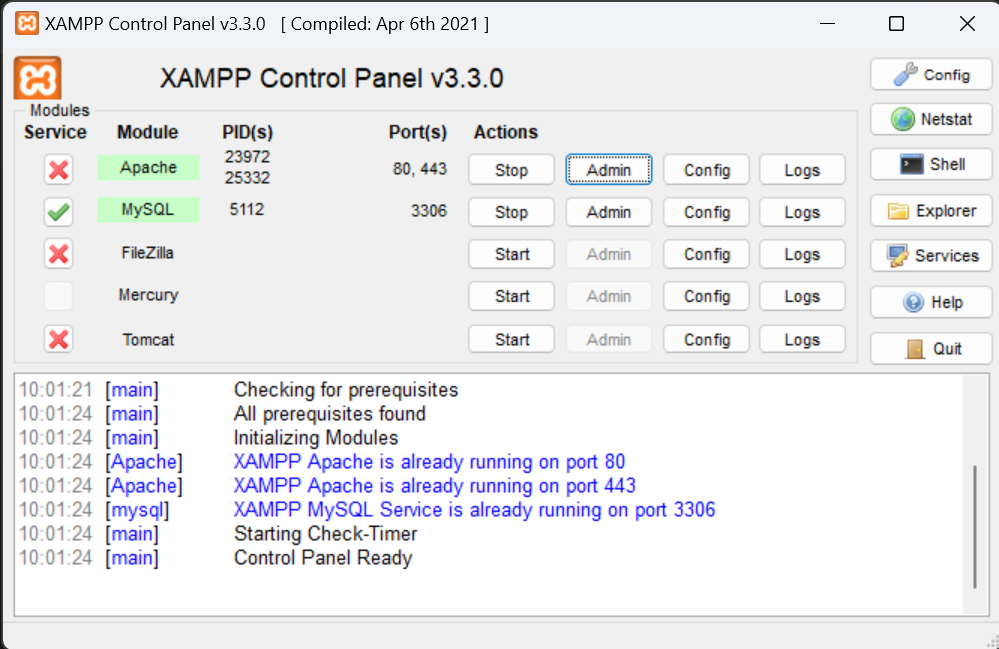 XAMPP Control Panel v3.3.0 [ Compiled: Apr 6th 2021 ]
XAMPP Control Panel v3.3.0
Config
Modules
Service Module PID(s) Port(s) Actions
Netstat
Apache 23972 25332 80, 443 Stop Admin Config Logs
Shell
MySQL 5112 3306 Stop Admin Config Logs
Explorer
FileZilla Start Admin Config Logs
Services
Mercury Start Admin Config Logs
Help
Tomcat Start Admin Config Logs
Quit
10:01:21 [main] Checking for prerequisites
10:01:24 [main] All prerequisites found
10:01:24 [main] Initializing Modules
10:01:24 [Apache] XAMPP Apache is already running on port 80
10:01:24 [Apache] XAMPP Apache is already running on port 443
10:01:24 [mysql] XAMPP MySQL Service is already running on port 3306
10:01:24 [main] Starting Check-Timer
10:01:24 [main] Control Panel Ready